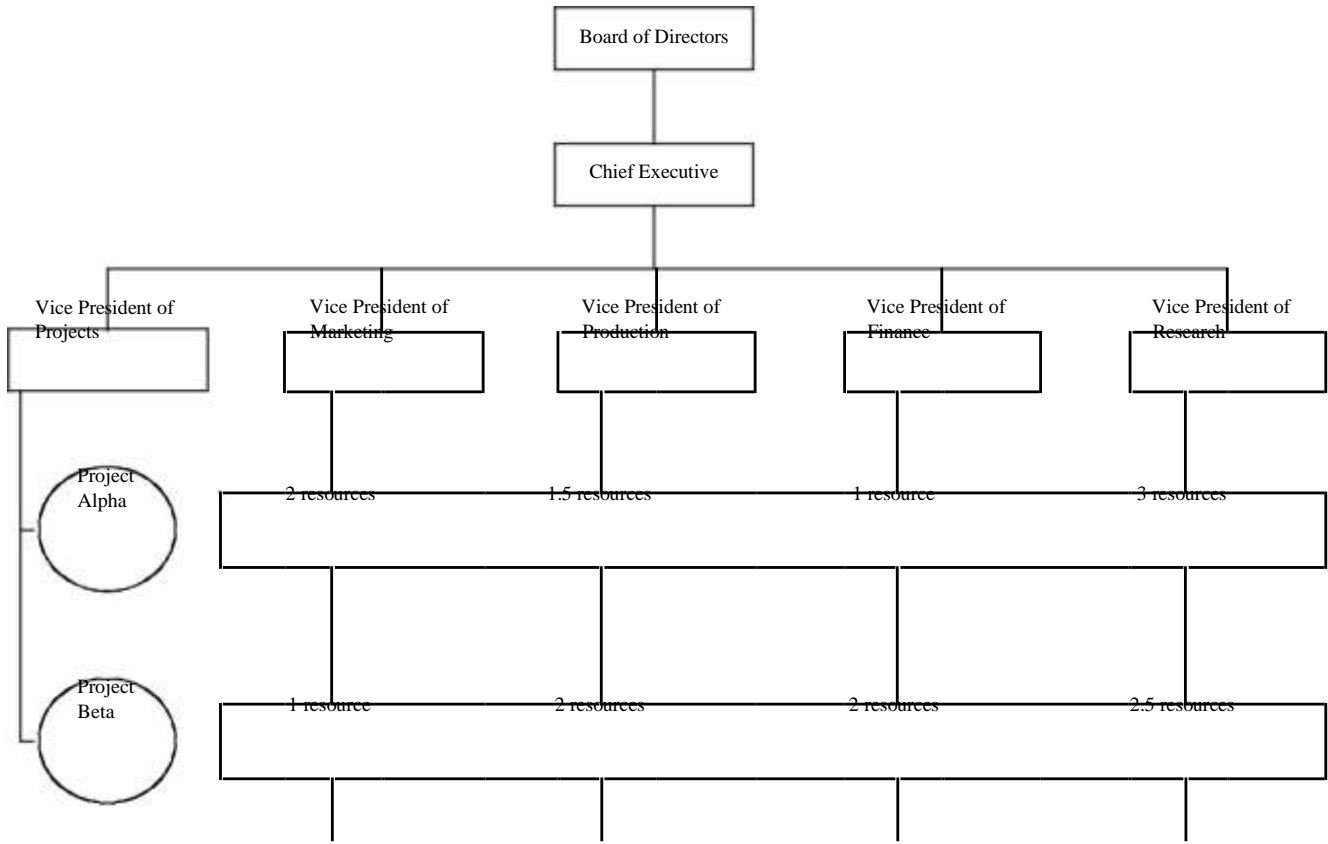 Board of Directors
Chief Executive
Vice President of
Projects
Vice President of
Marketing
Vice President of
Production
Vice President of
Finance
Vice President of
Research
Project
Alpha
2 resources
1.5 resources
1 resource
3 resources
Project
Beta
1 resource
2 resources
2 resources
2.5 resources